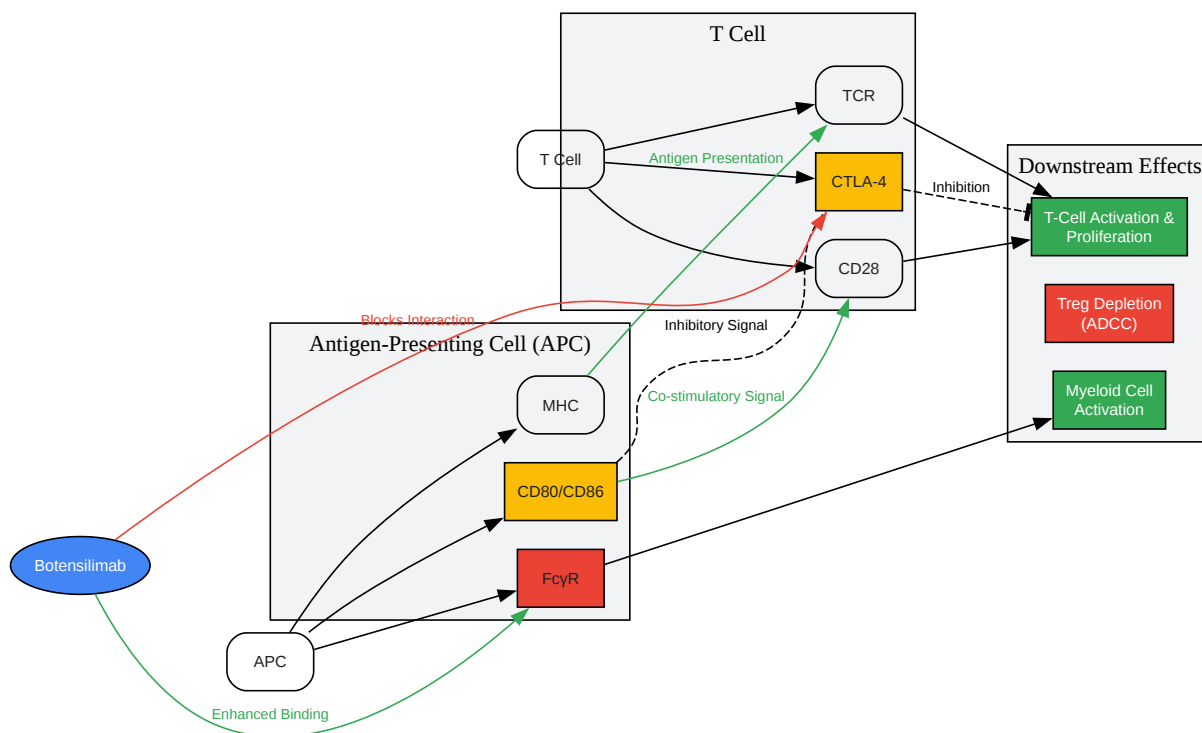 T Cell
TCR
T Cell
Antigen Presentation
CTLA-4
Inhibition
CD28
Downstream Effects
T-Cell Activation &
Proliferation
Treg Depletion
(ADCC)
Myeloid Cell
Activation
Blocks Interaction
Inhibitory Signal
Antigen-Presenting Cell (APC)
MHC
Co-stimulatory Signal
CD80/CD86
FcγR
Botensilimab
APC
Enhanced Binding